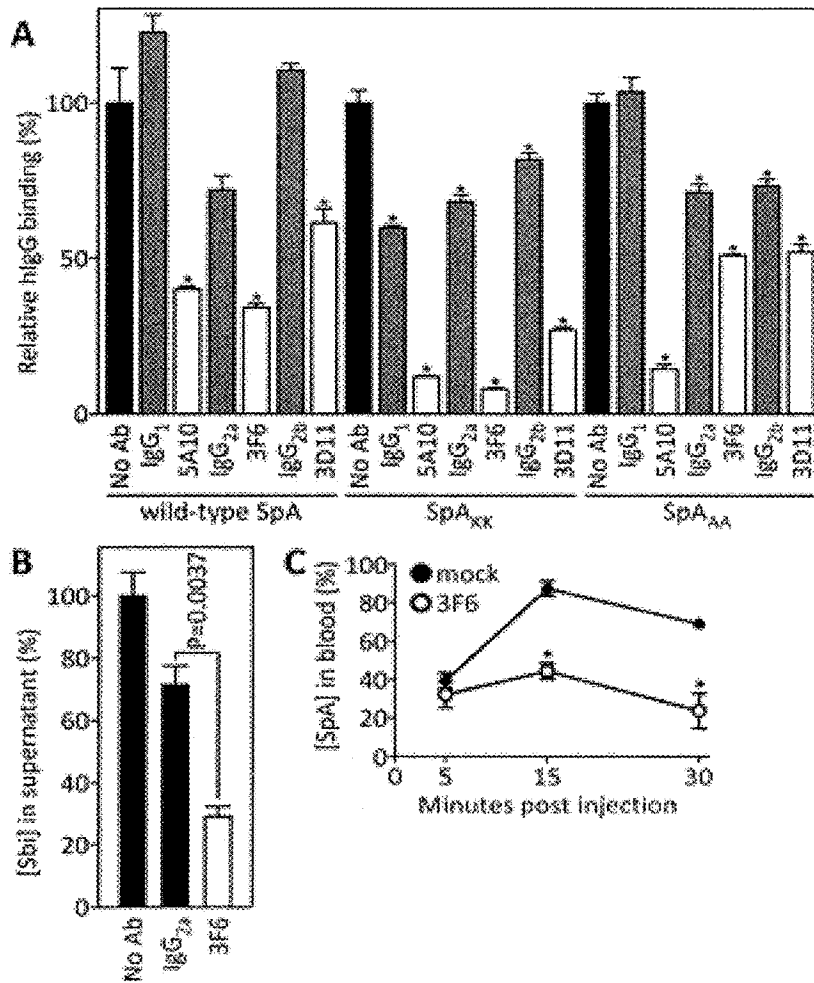 A
Relative hIgG binding (%)
100
50
0
No Ab
IgG1
5A10
IgG2a
3F6
IgG2b
3D11
No Ab
IgG1
5A10
IgG2a
3F6
IgG2b
3D11
No Ab
IgG1
5A10
IgG2a
3F6
IgG2b
3D11
wild-type SpA
SpAKK
SpAAA
B
[Sbi] in supernatant (%)
100
80
60
40
20
0
P=0.0037
No Ab
IgG2a
3F6
C
mock
3F6
[SpA] in blood (%)
100
80
60
40
20
0
0 5 15 30
Minutes post injection